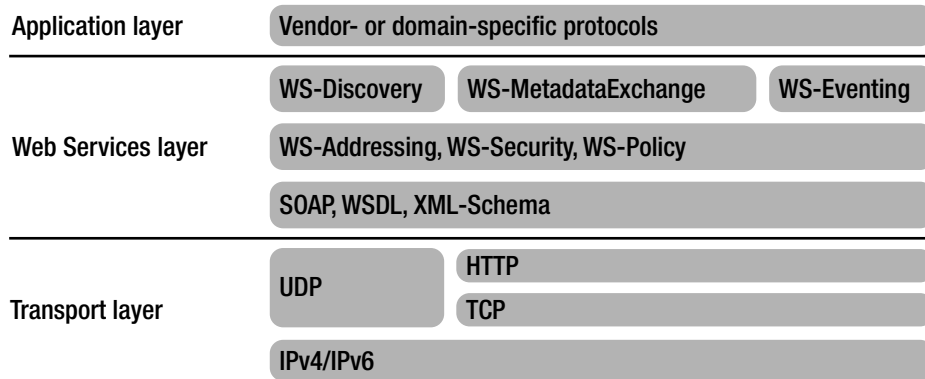 Application layer
Vendor- or domain-specific protocols
WS-Discovery
WS-MetadataExchange
WS-Eventing
Web Services layer
WS-Addressing, WS-Security, WS-Policy
SOAP, WSDL, XML-Schema
Transport layer
UDP
HTTP
TCP
IPv4/IPv6